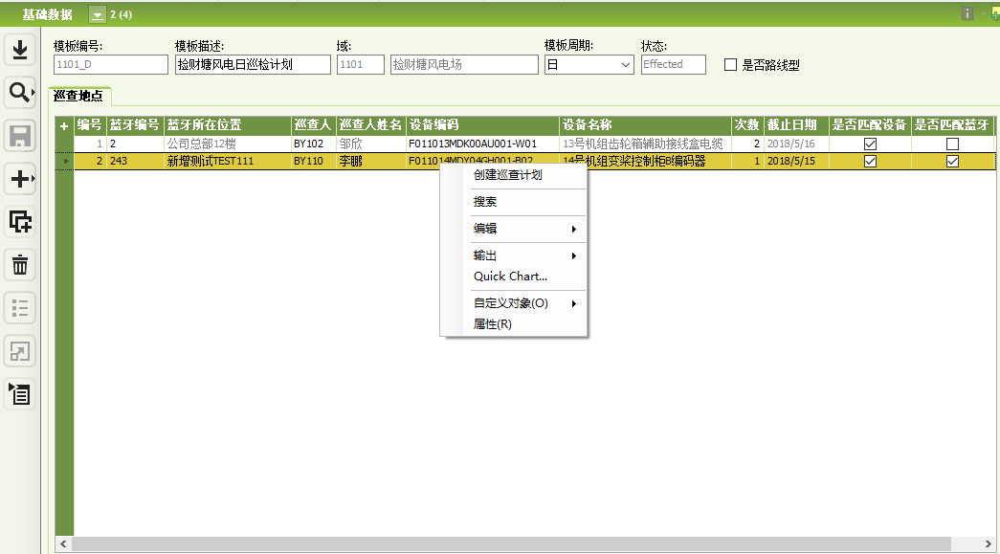 基础数据 2 (4)
模板编号: 模板描述: 域: 模板周期: 状态:
1101_D 捡财塘风电日巡检计划 1101 捡财塘风电场 日 Effected 是否路线型
巡查地点
编号 蓝牙编号 蓝牙所在位置 巡查人 巡查人姓名 设备编码 设备名称 次数 截止日期 是否匹配设备 是否匹配蓝牙
1 2 公司总部12楼 BY102 邹欣 F011013MDK00AU001-W01 13号机组齿轮箱辅助接线盒电缆 2 2018/5/16
2 243 新增测试TEST111 BY110 李鹏 F011014MDY04GH001-B02 14号机组变桨控制柜B编码器 1 2018/5/15
创建巡查计划
搜索
编辑
输出
Quick Chart...
自定义对象(O)
属性(R)